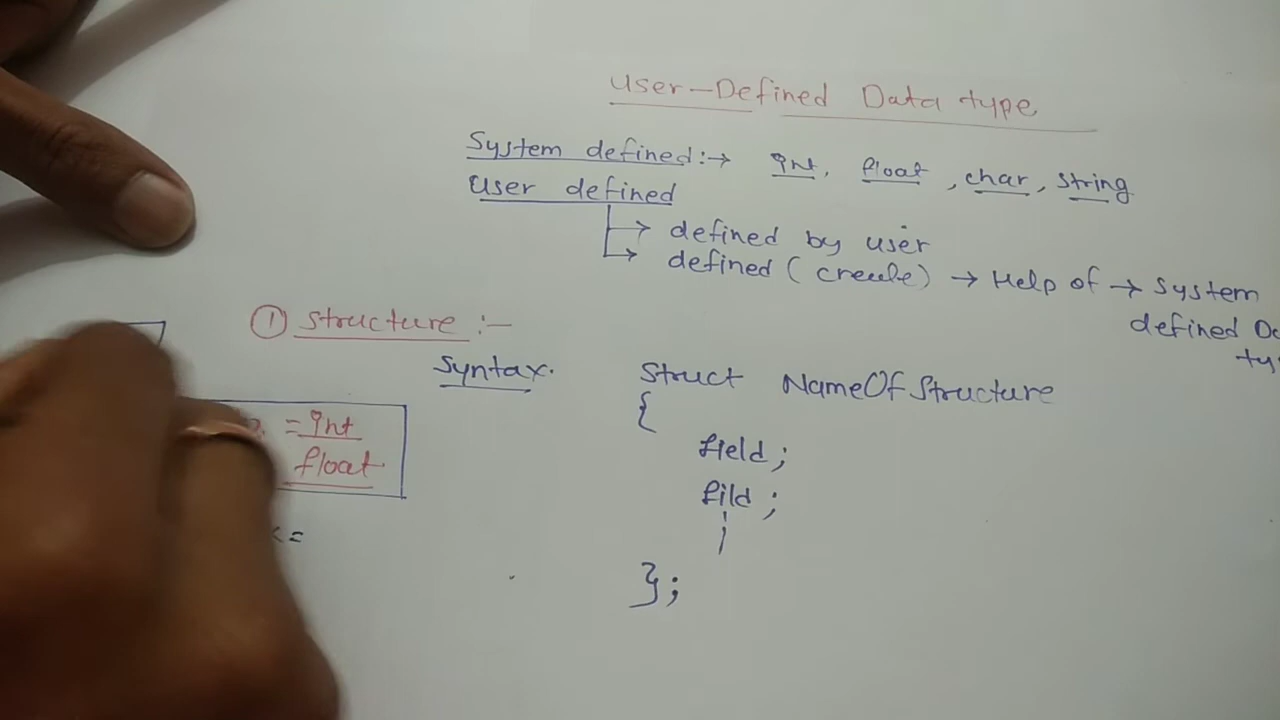 User-Defined Data type
System defined:→ int, float, char, string
User defined
→ defined by user
→ defined (create) → Help of → System
defined
① Structure :-
Syntax.
Struct NameOfStructure
{
= int
float
field;
fild;
=
};